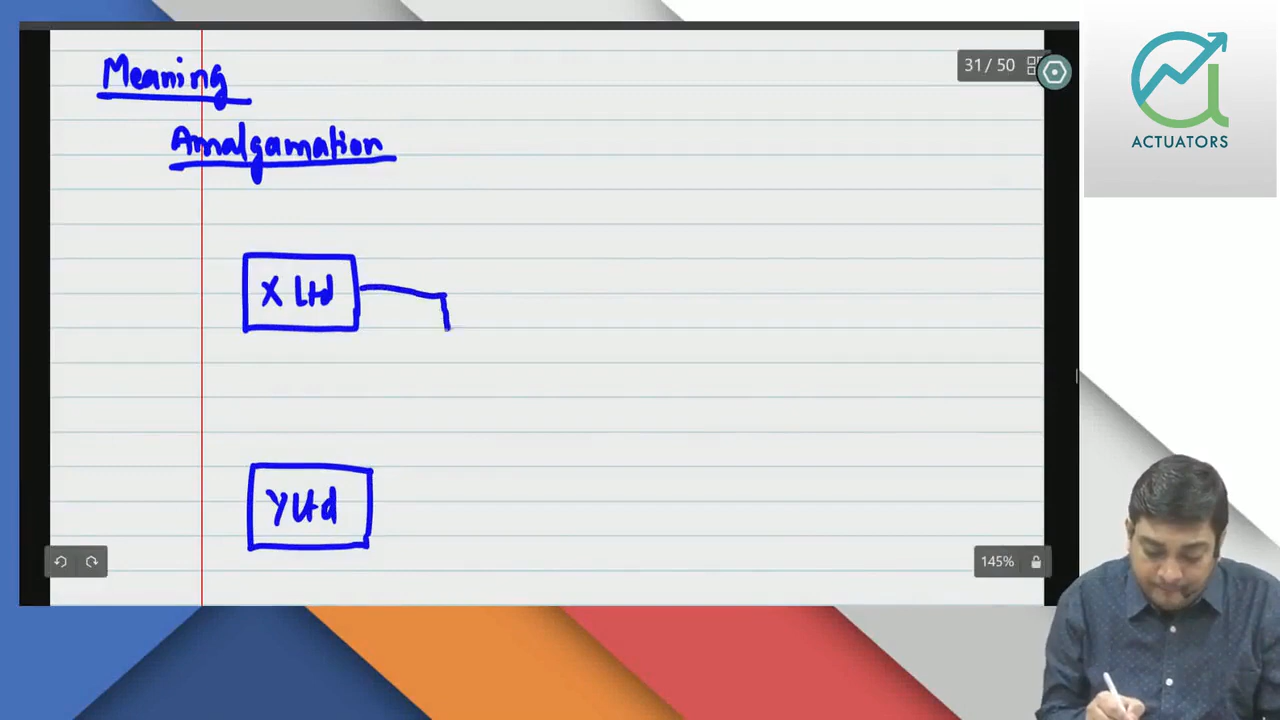 Meaning
31 / 50
ACTUATORS
Amalgamation
X Ltd
Y Ltd
145%